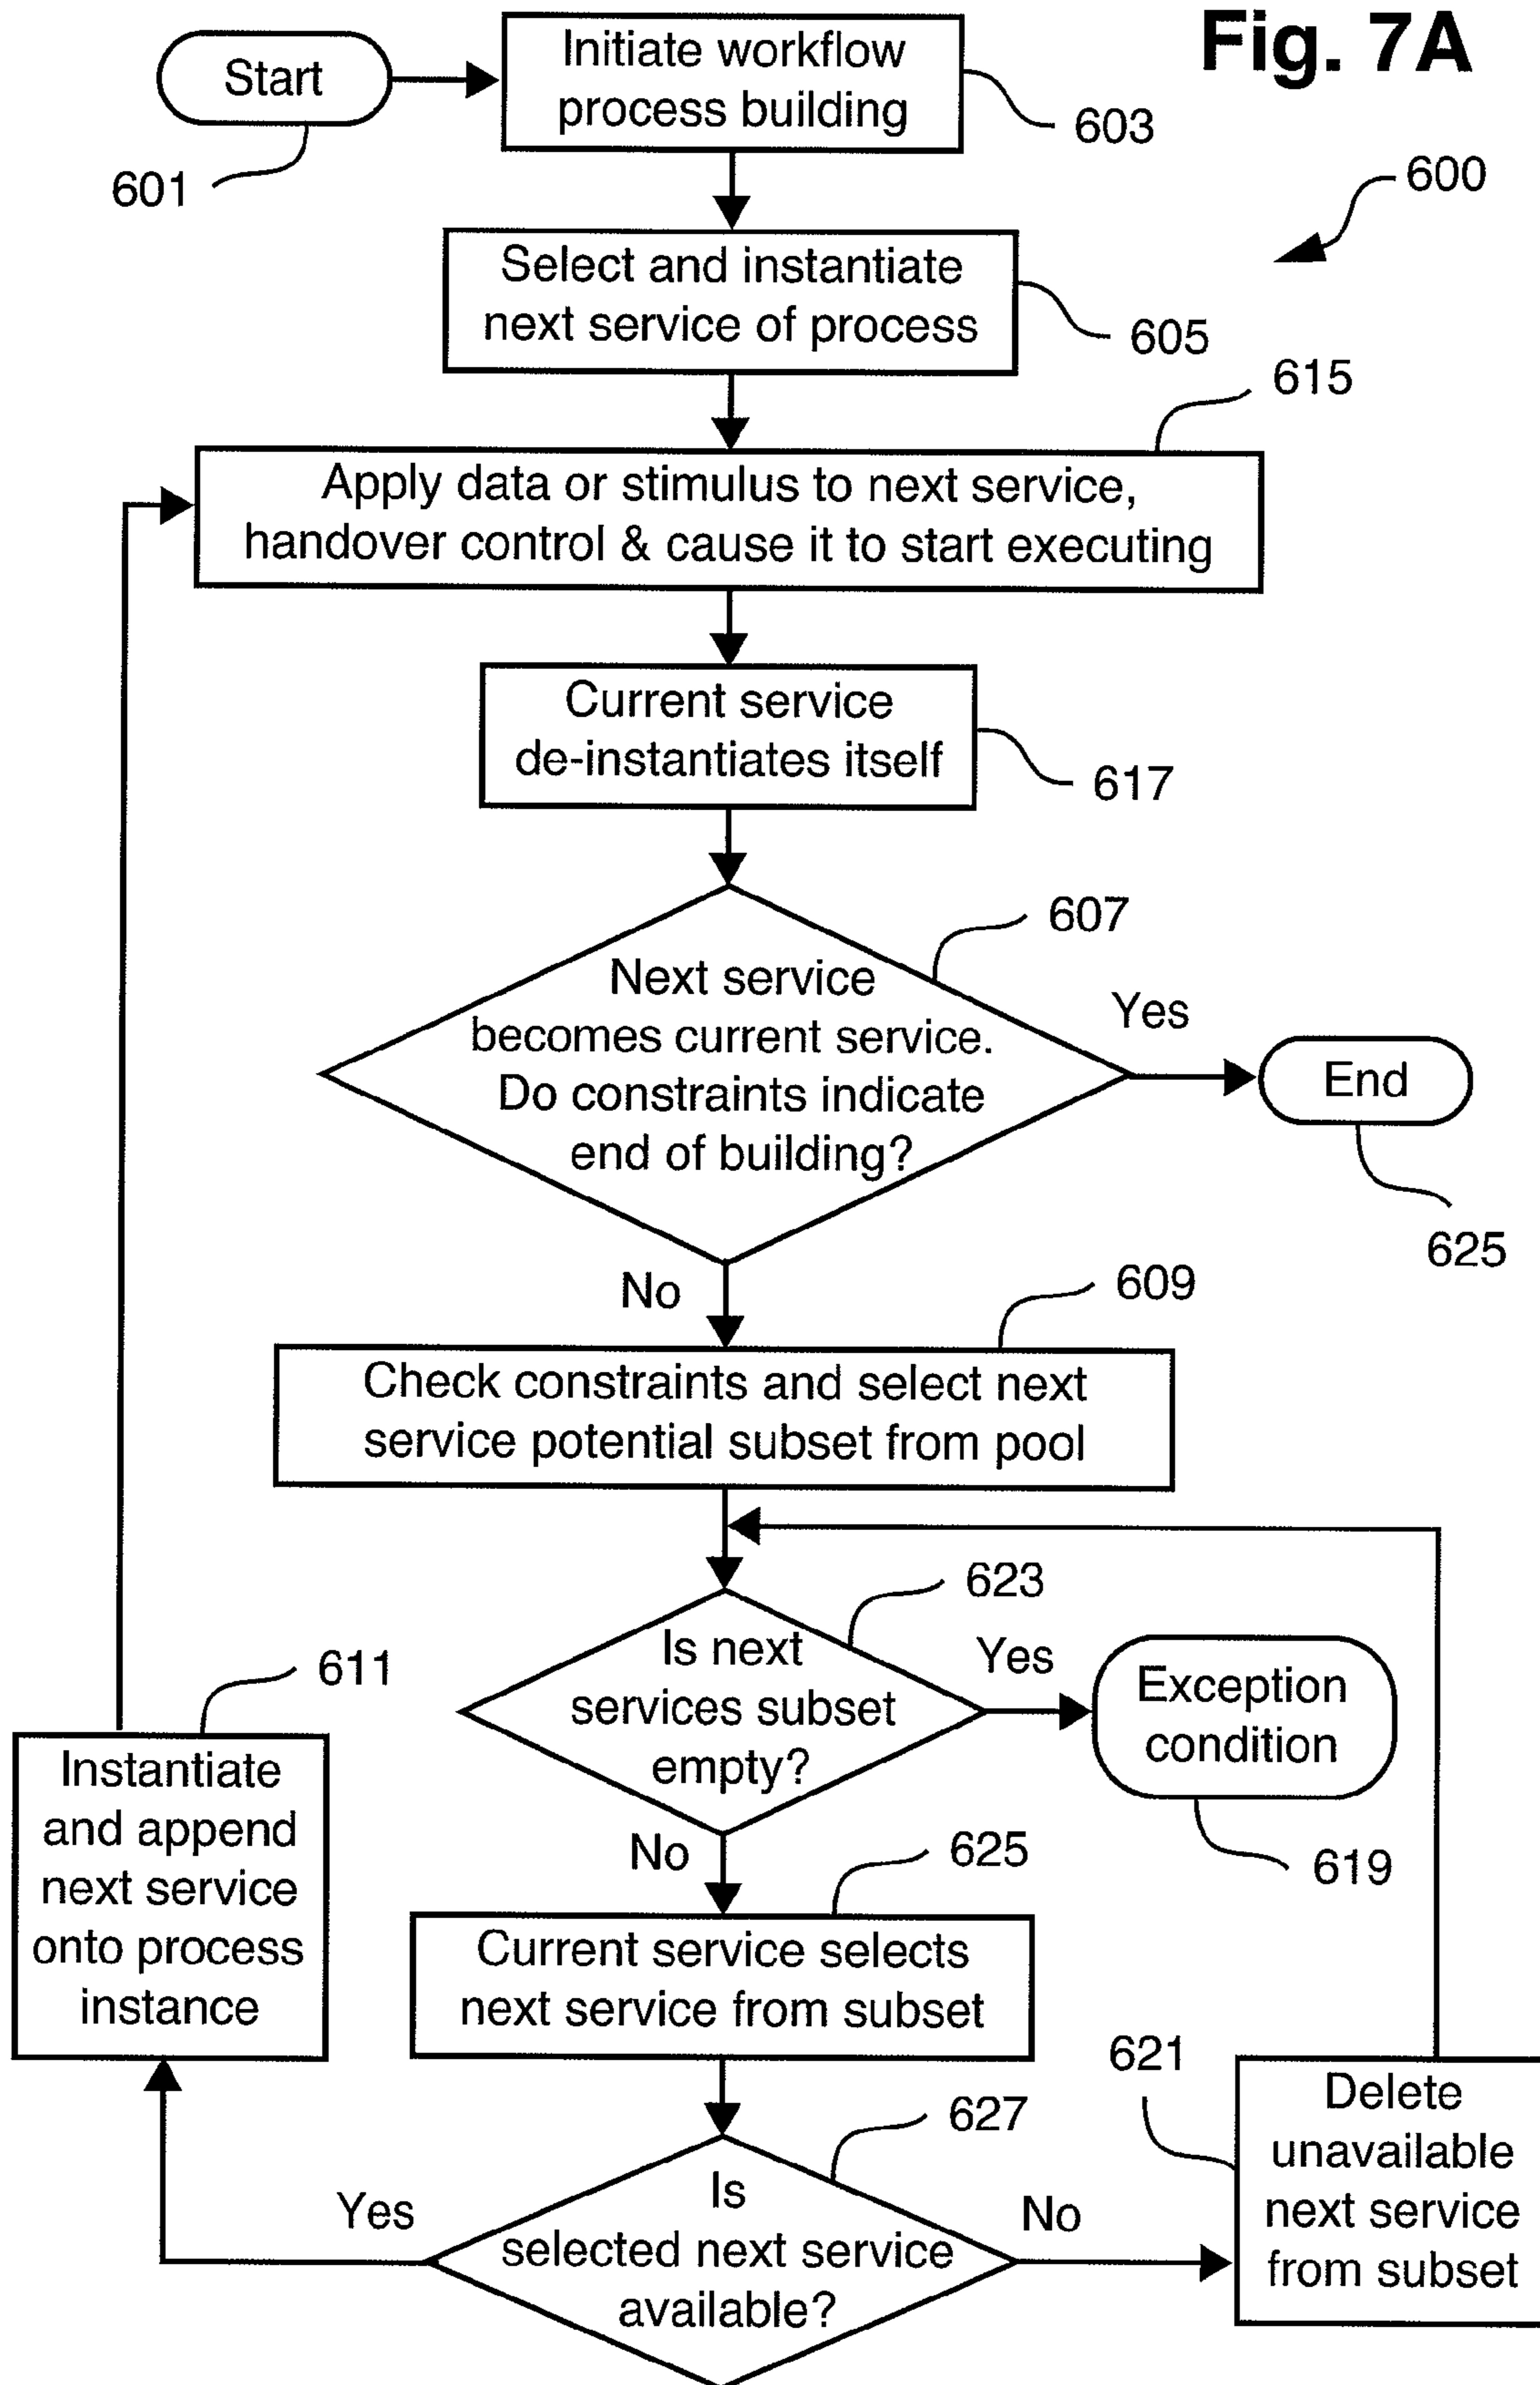 Fig. 7A
Start
601
Initiate workflow
process building
603
600
Select and instantiate
next service of process
605
615
Apply data or stimulus to next service,
handover control & cause it to start executing
Current service
de-instantiates itself
617
607
Next service
becomes current service.
Do constraints indicate
end of building?
Yes
End
625
No
609
Check constraints and select next
service potential subset from pool
623
Is next
services subset
empty?
Yes
Exception
condition
619
611
Instantiate
and append
next service
onto process
instance
No
625
Current service selects
next service from subset
627
Is
selected next service
available?
Yes
No
621
Delete
unavailable
next service
from subset